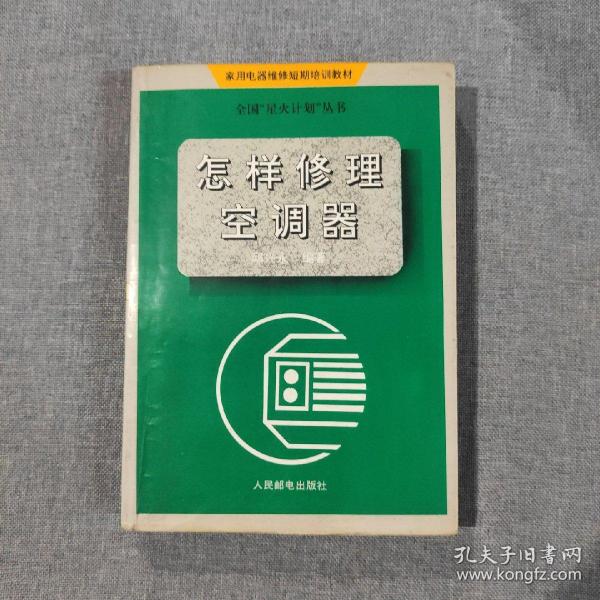 家用电器维修短期培训教材
全国“星火计划”丛书
怎样修理
空调器
编著
人民邮电出版社
孔夫子旧书网
www.kongfz.com